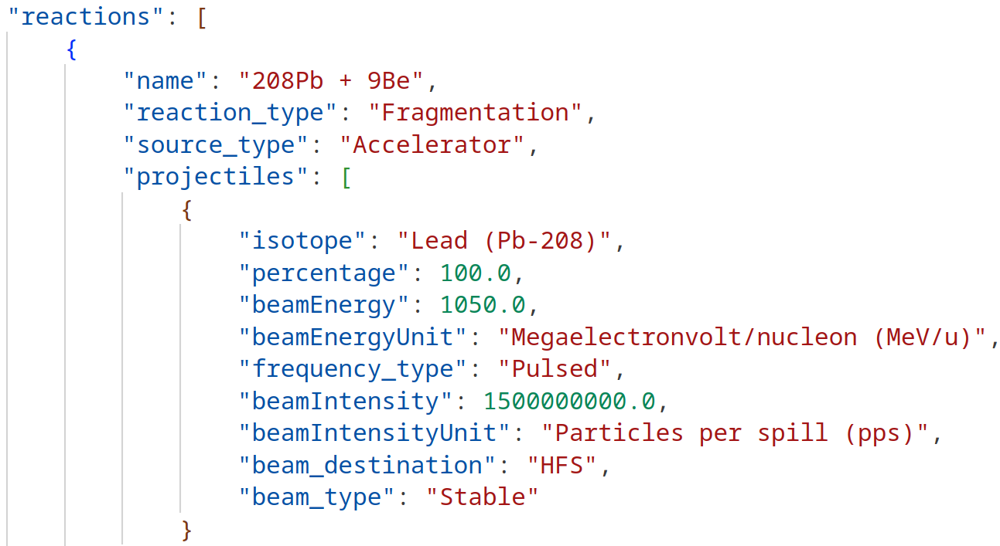 "reactions": [
{
"name": "208Pb + 9Be",
"reaction_type": "Fragmentation",
"source_type": "Accelerator",
"projectiles": [
{
"isotope": "Lead (Pb-208)",
"percentage": 100.0,
"beamEnergy": 1050.0,
"beamEnergyUnit": "Megaelectronvolt/nucleon (MeV/u)",
"frequency_type": "Pulsed",
"beamIntensity": 1500000000.0,
"beamIntensityUnit": "Particles per spill (pps)",
"beam_destination": "HFS",
"beam_type": "Stable"
}